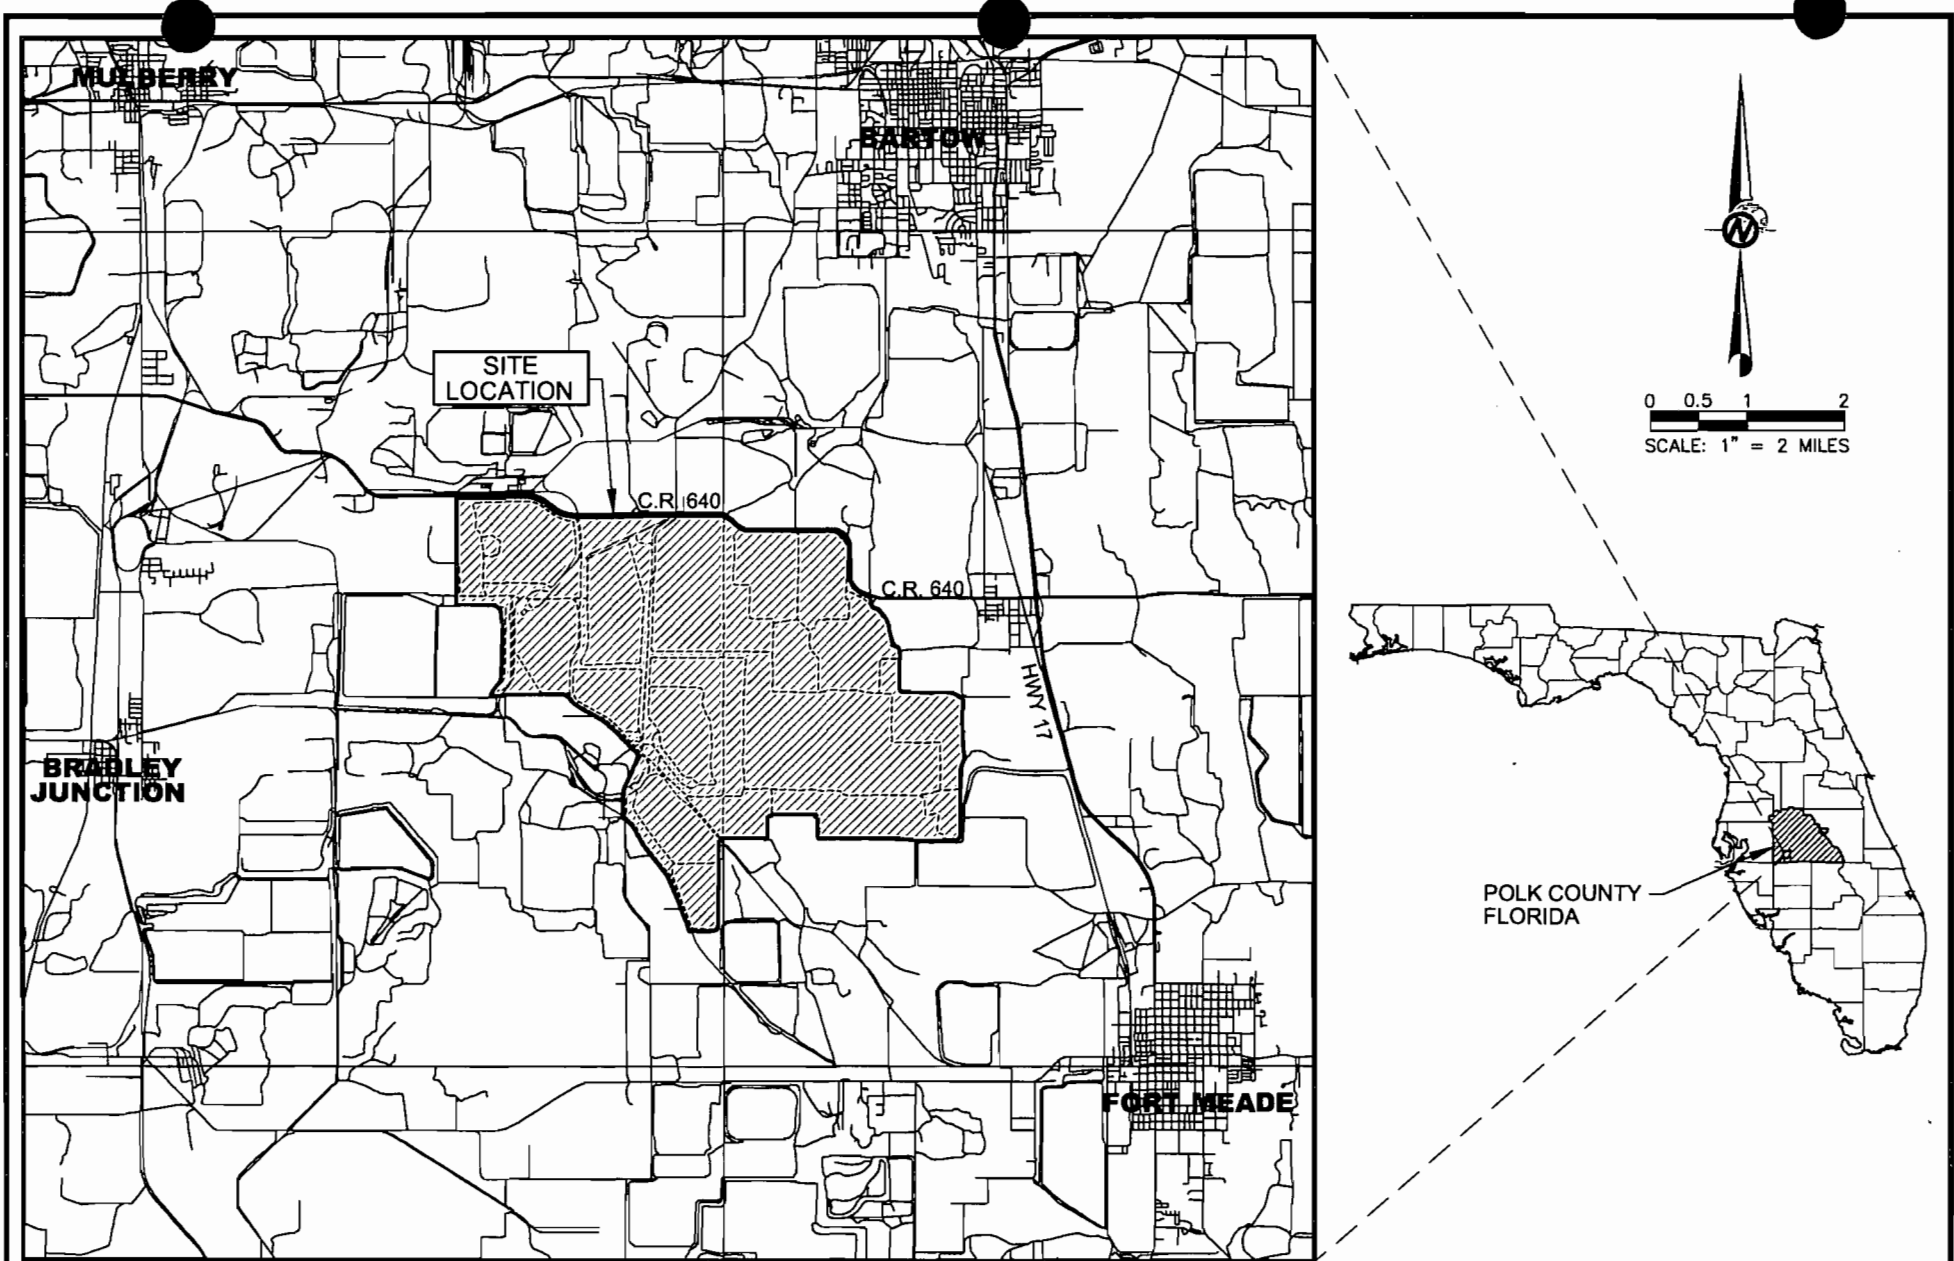 MULBERRY
BARTOW
N
SITE
LOCATION
0 0.5 1 2
SCALE: 1" = 2 MILES
C.R. 640
C.R. 640
HWY 17
BRADLEY
JUNCTION
POLK COUNTY
FLORIDA
FORT MEADE